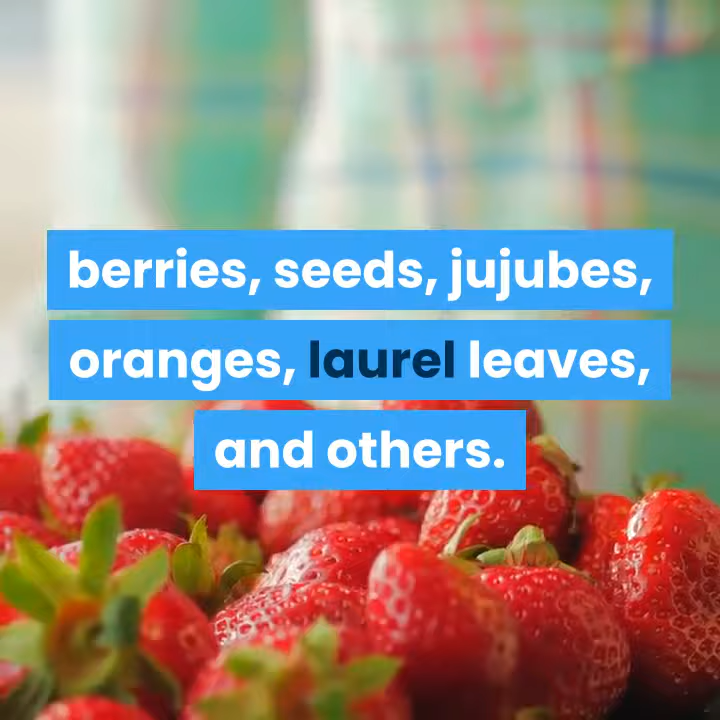 berries, seeds, jujubes,
oranges, laurel leaves,
and others.